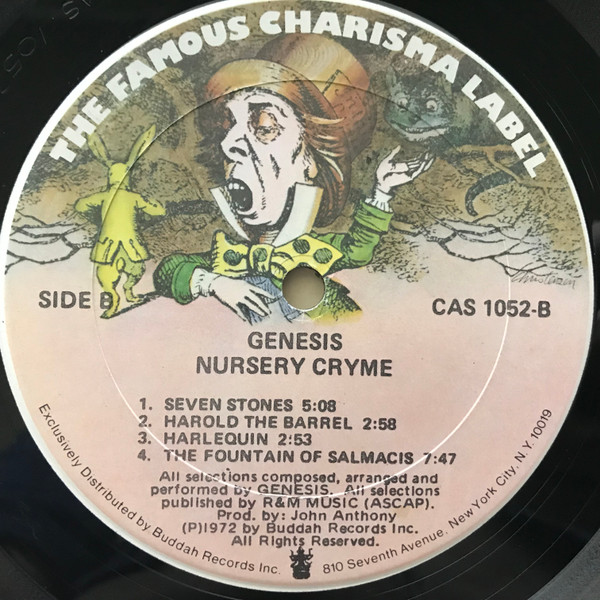 THE FAMOUS CHARISMA LABEL
SIDE B
CAS 1052-B
GENESIS
NURSERY CRYME
1. SEVEN STONES 5:08
2. HAROLD THE BARREL 2:58
3. HARLEQUIN 2:53
4. THE FOUNTAIN OF SALMACIS 7:47
All selections composed, arranged and
performed by GENESIS. All selections
published by R&M MUSIC (ASCAP).
Prod. by: John Anthony
(P)1972 by Buddah Records Inc.
All Rights Reserved.
Exclusively Distributed by Buddah Records Inc. 810 Seventh Avenue, New York City, N.Y. 10019